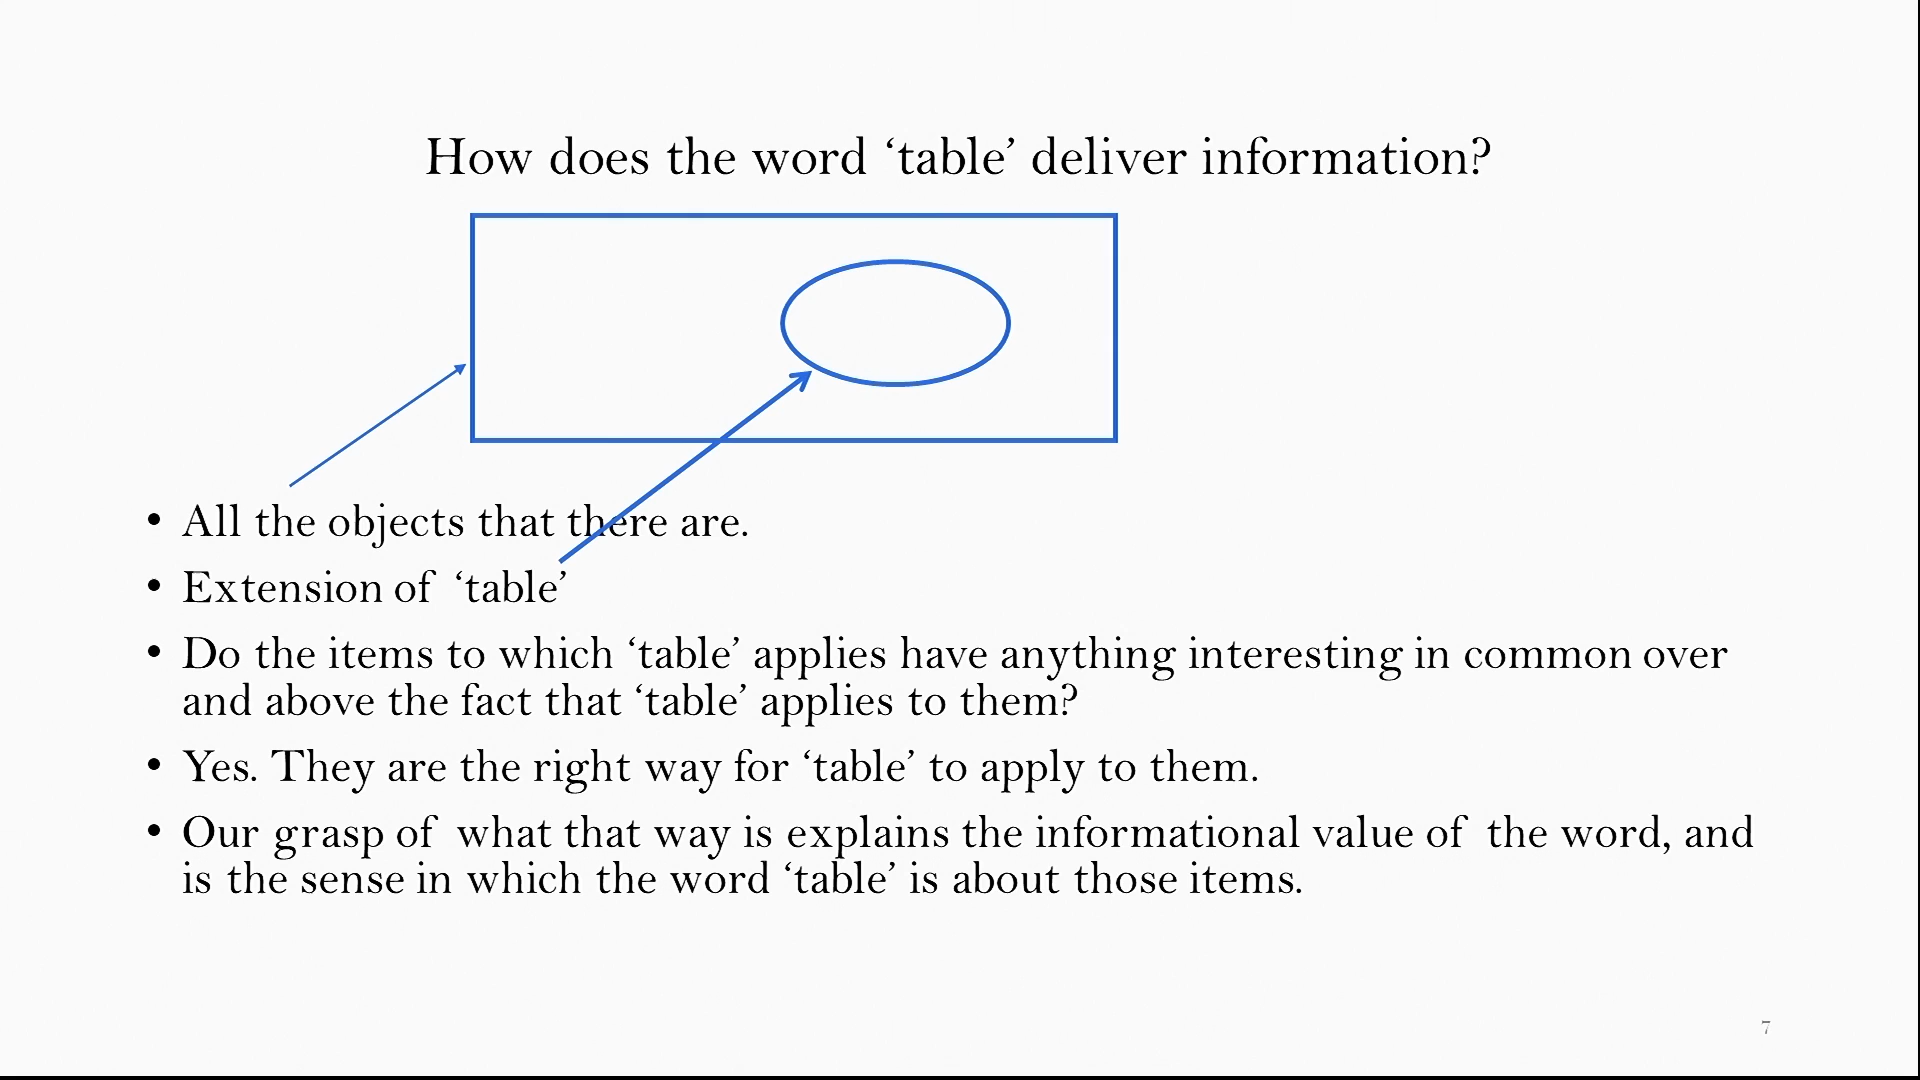 How does the word ‘table’ deliver information?
• All the objects that there are.
• Extension of ‘table’
• Do the items to which ‘table’ applies have anything interesting in common over
and above the fact that ‘table’ applies to them?
• Yes. They are the right way for ‘table’ to apply to them.
• Our grasp of what that way is explains the informational value of the word, and
is the sense in which the word ‘table’ is about those items.
7